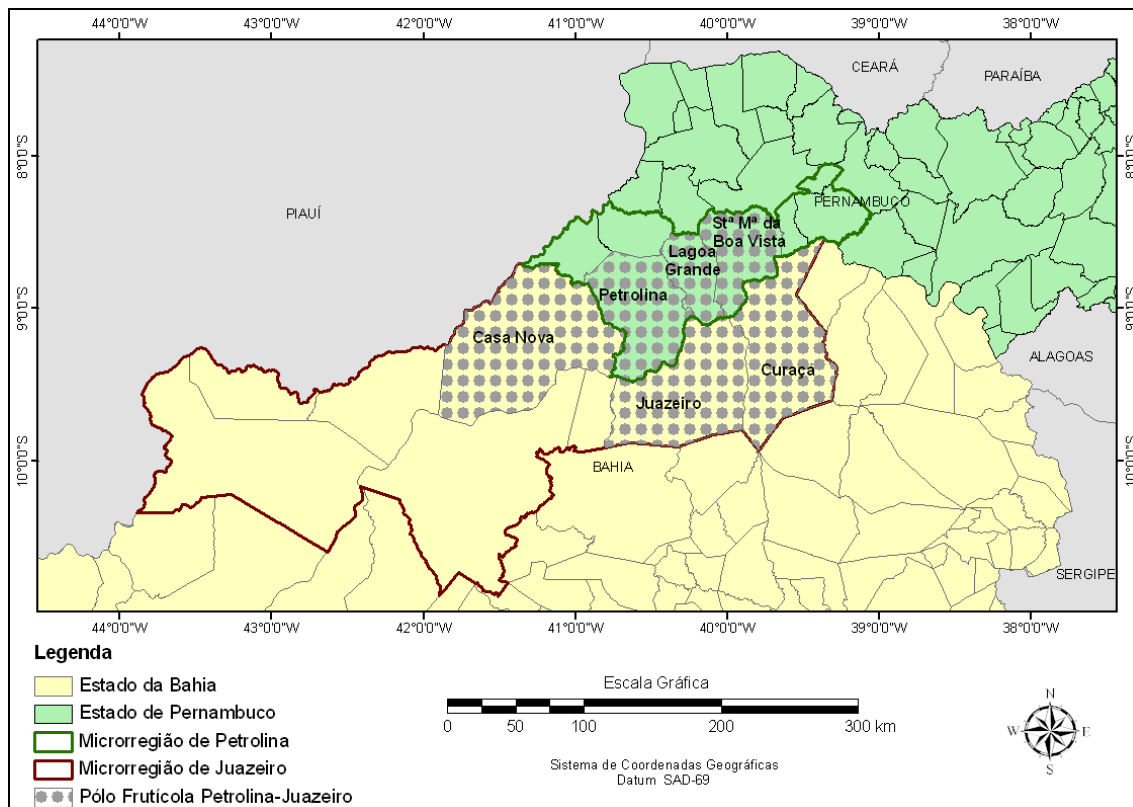 44°0'0"W 43°0'0"W 42°0'0"W 41°0'0"W 40°0'0"W 39°0'0"W 38°0'0"W
CEARÁ
PARAÍBA
8°0'0"S 8°0'0"S
PIAUÍ
PERNAMBUCO
Stª Mª da
Boa Vista
Lagoa
Grande
Petrolina
9°0'0"S 9°0'0"S
Casa Nova
ALAGOAS
Curaça
Juazeiro
10°0'0"S 10°0'0"S
BAHIA
SERGIPE
44°0'0"W 43°0'0"W 42°0'0"W 41°0'0"W 40°0'0"W 39°0'0"W 38°0'0"W
Legenda
Estado da Bahia
Estado de Pernambuco
Microrregião de Petrolina
Microrregião de Juazeiro
Pólo Frutícola Petrolina-Juazeiro
Escala Gráfica
0 50 100 200 300 km
Sistema de Coordenadas Geográficas
Datum SAD-69
N
W E
S